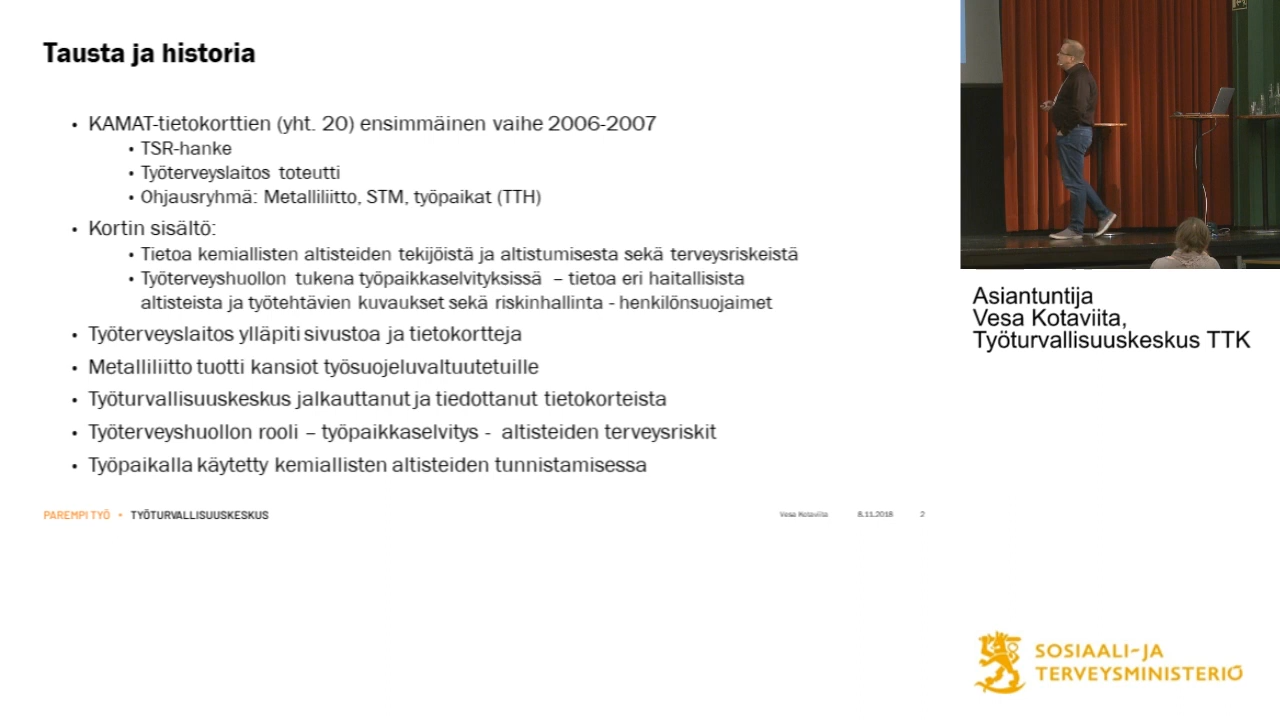 Tausta ja historia
• KAMAT-tietokorttien (yht. 20) ensimmäinen vaihe 2006-2007
• TSR-hanke
• Työterveyslaitos toteutti
• Ohjausryhmä: Metalliliitto, STM, työpaikat (TTH)
• Kortin sisältö:
• Tietoa kemiallisten altisteiden tekijöistä ja altistumisesta sekä terveysriskeistä
• Työterveyshuollon tukena työpaikkaselvityksissä – tietoa eri haitallisista
altisteista ja työtehtävien kuvaukset sekä riskinhallinta - henkilönsuojaimet
• Työterveyslaitos ylläpiti sivustoa ja tietokortteja
• Metalliliitto tuotti kansiot työsuojeluvaltuutetuille
• Työturvallisuuskeskus jalkauttanut ja tiedottanut tietokorteista
• Työterveyshuollon rooli – työpaikkaselvitys - altisteiden terveysriskit
• Työpaikalla käytetty kemiallisten altisteiden tunnistamisessa
PAREMPI TYÖ • TYÖTURVALLISUUSKESKUS
Vesa Kotaviita 8.11.2018 2
Asiantuntija
Vesa Kotaviita,
Työturvallisuuskeskus TTK
SOSIAALI-JA
TERVEYSMINISTERIÖ